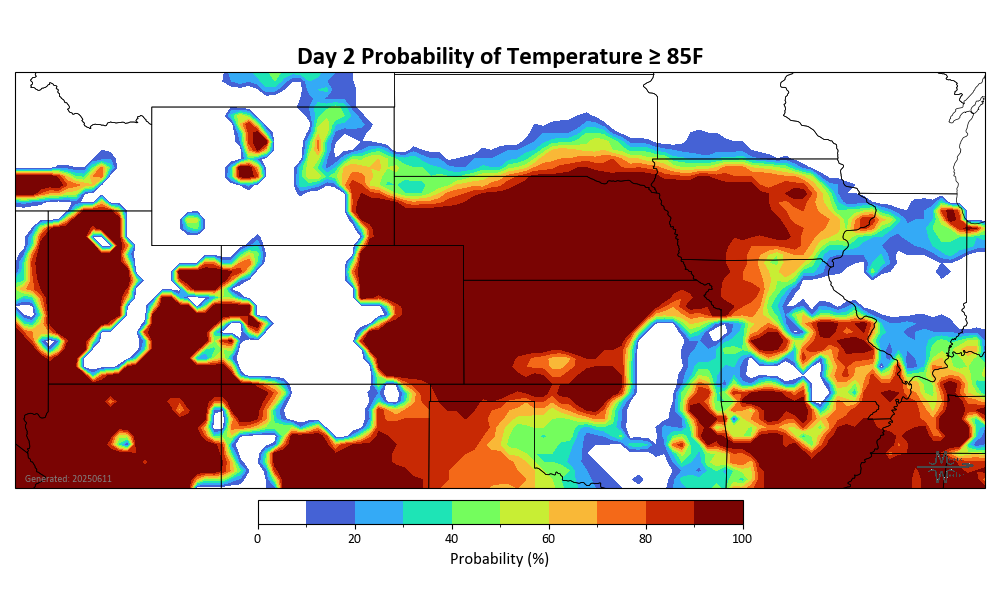 Day 2 Probability of Temperature ≥ 85F
Generated: 20250611
0 20 40 60 80 100
Probability (%)